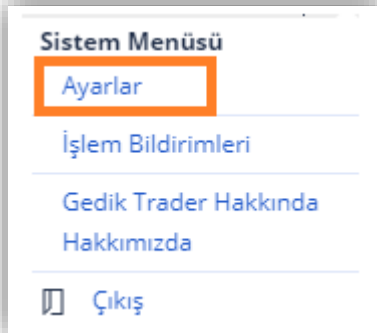 Sistem Menüsü
Ayarlar
İşlem Bildirimleri
Gedik Trader Hakkında
Hakkımızda
Çıkış